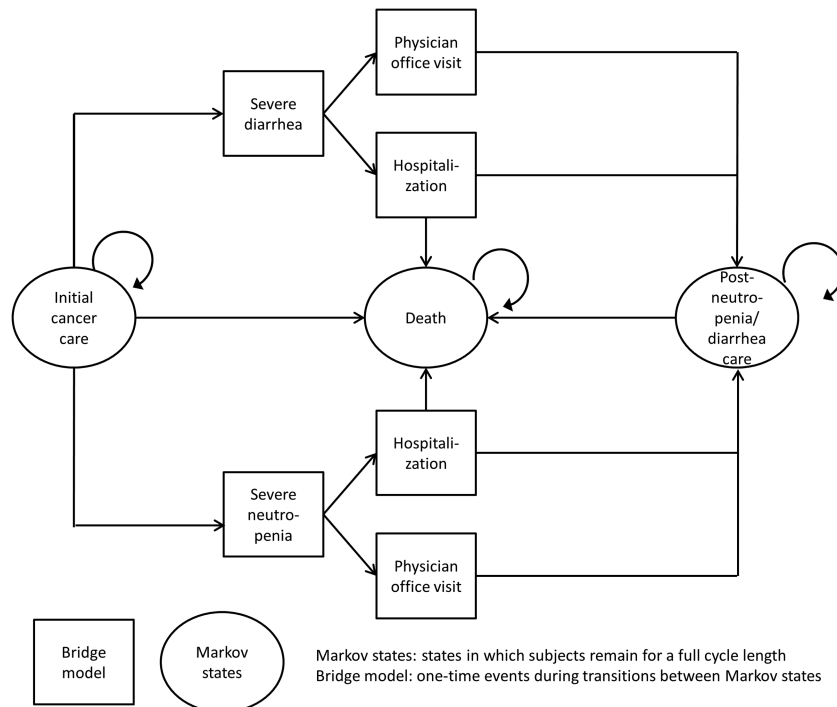 Physician
office visit
Severe
diarrhea
Hospitali-
zation
Initial
cancer
care
Death
Post-
neutro-
penia/
diarrhea
care
Hospitali-
zation
Severe
neutro-
penia
Physician
office visit
Bridge
model
Markov
states
Markov states: states in which subjects remain for a full cycle length
Bridge model: one-time events during transitions between Markov states